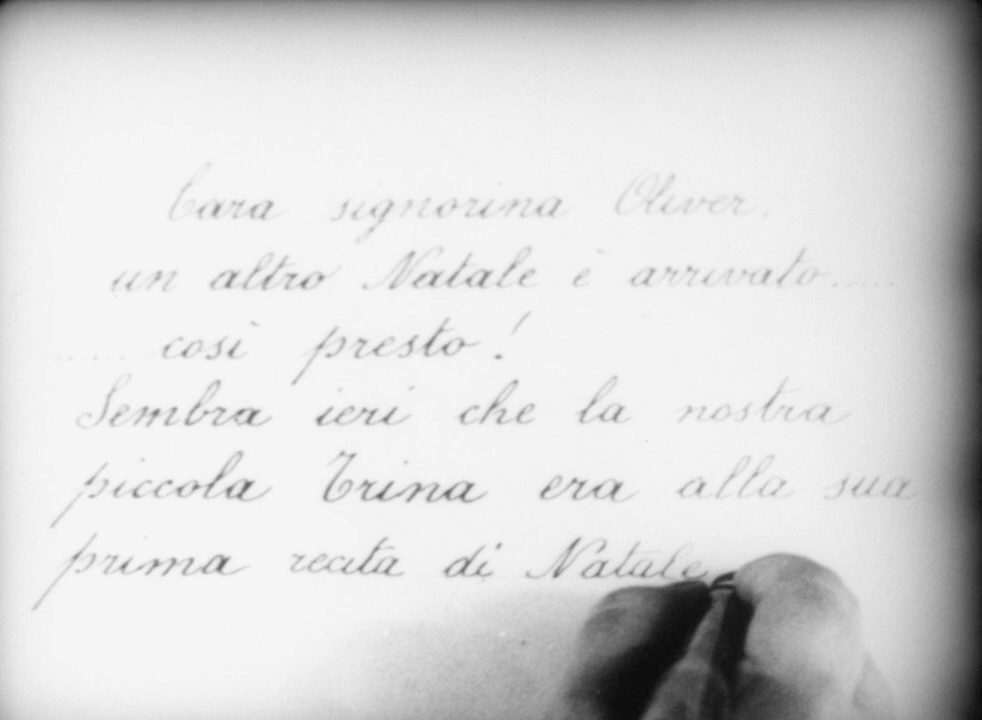 Cara signorina Oliver.
un altro Natale è arrivato.....
..... così presto!
Sembra ieri che la nostra
piccola Trina era alla sua
prima recita di Natale